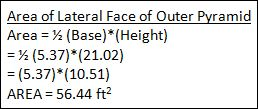 Area of Lateral Face of Outer Pyramid
Area = ½ (Base)*(Height)
= ½ (5.37)*(21.02)
= (5.37)*(10.51)
AREA = 56.44 ft²